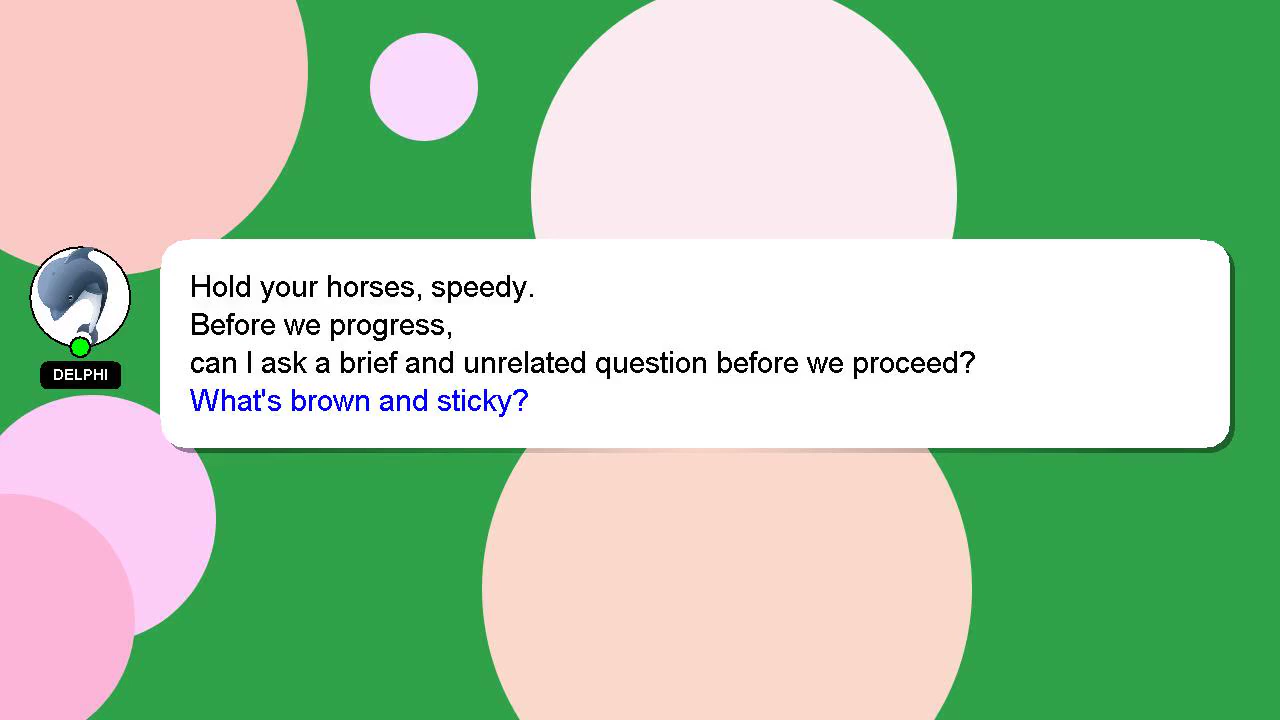 Hold your horses, speedy.
Before we progress,
can I ask a brief and unrelated question before we proceed?
What's brown and sticky?
DELPHI